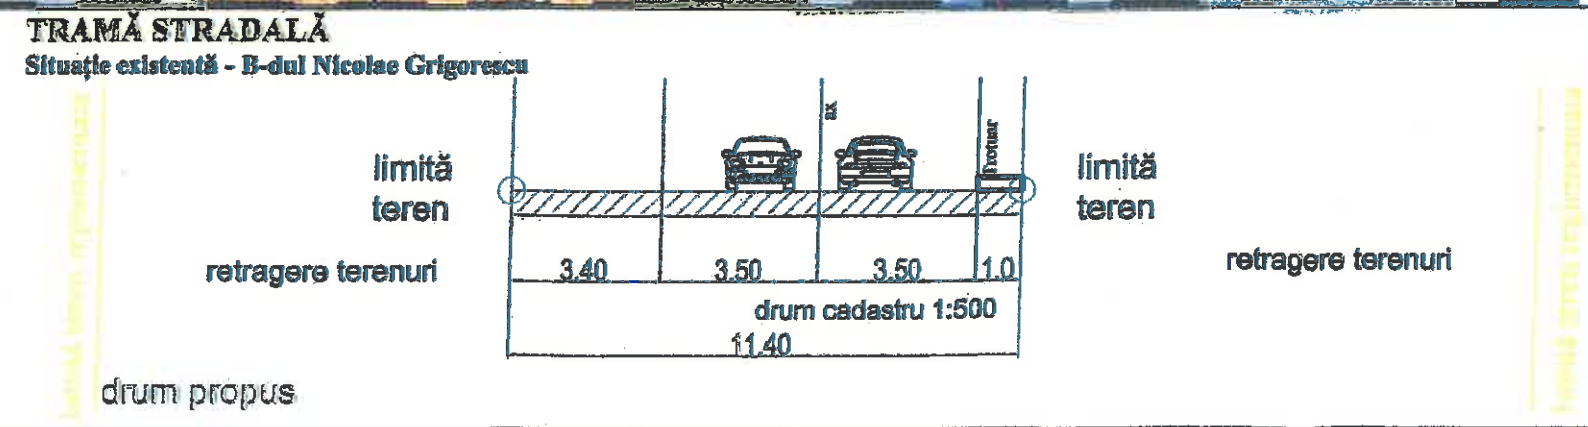 TRAMĂ STRADALĂ
Situație existentă - B-dul Nicolae Grigorescu
ax
Trotuar
limită
teren
limită
teren
retragere terenuri
3.40
3.50
3.50
1.0
retragere terenuri
drum cadastru 1:500
11.40
drum propus